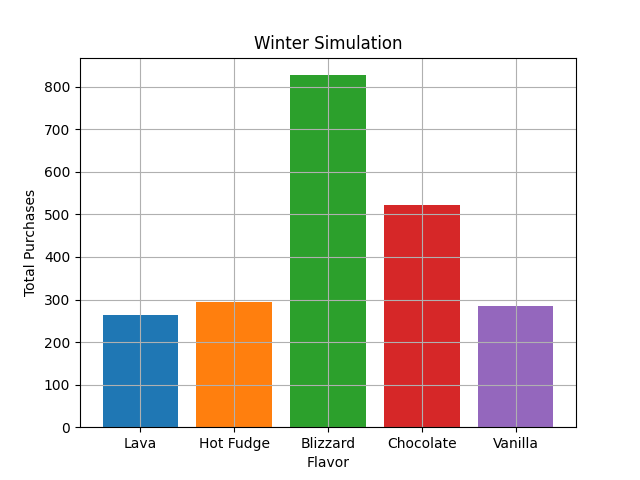 Winter Simulation
Total Purchases
800
700
600
500
400
300
200
100
0
Lava Hot Fudge Blizzard Chocolate Vanilla
Flavor